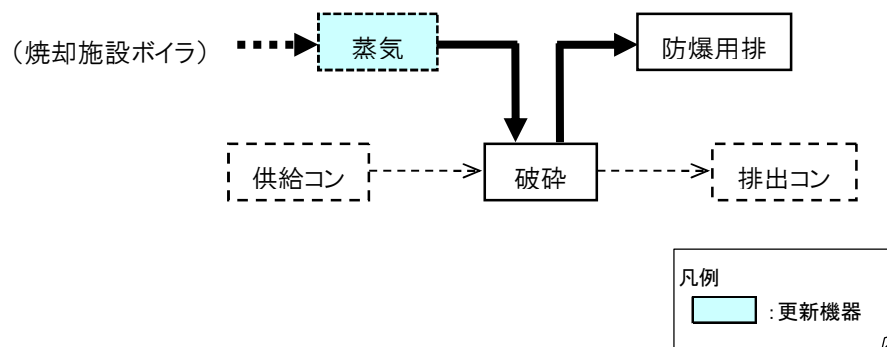 （焼却施設ボイラ）
蒸気
防爆用排
供給コン
破砕
排出コン
凡例
：更新機器